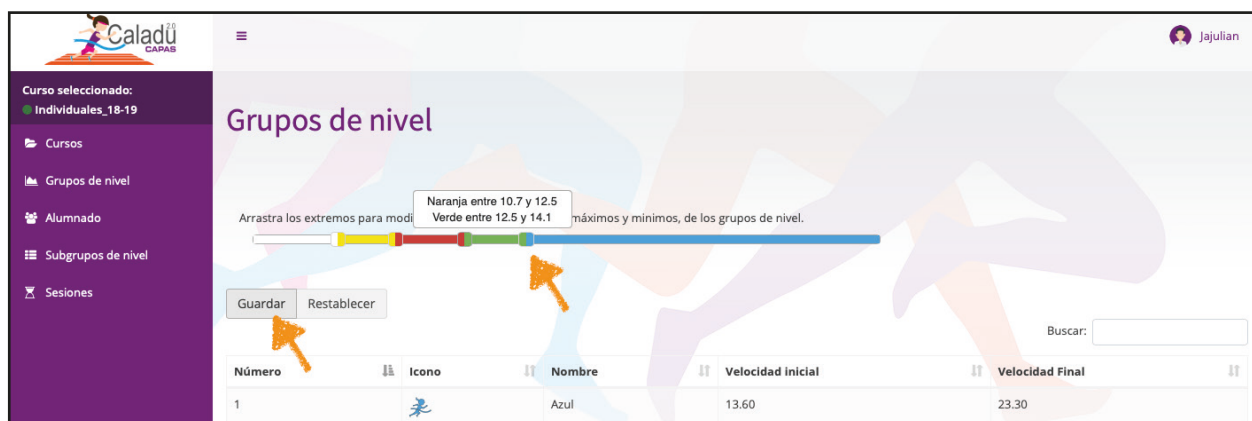 Caladü 2.0
CAPAS
Jajulian
Curso seleccionado:
Individuales_18-19
Cursos
Grupos de nivel
Alumnado
Subgrupos de nivel
Sesiones
Grupos de nivel
Naranja entre 10.7 y 12.5
Verde entre 12.5 y 14.1
Arrastra los extremos para modi máximos y minimos, de los grupos de nivel.
Guardar Restablecer
Buscar:
Número Icono Nombre Velocidad inicial Velocidad Final
1 Azul 13.60 23.30